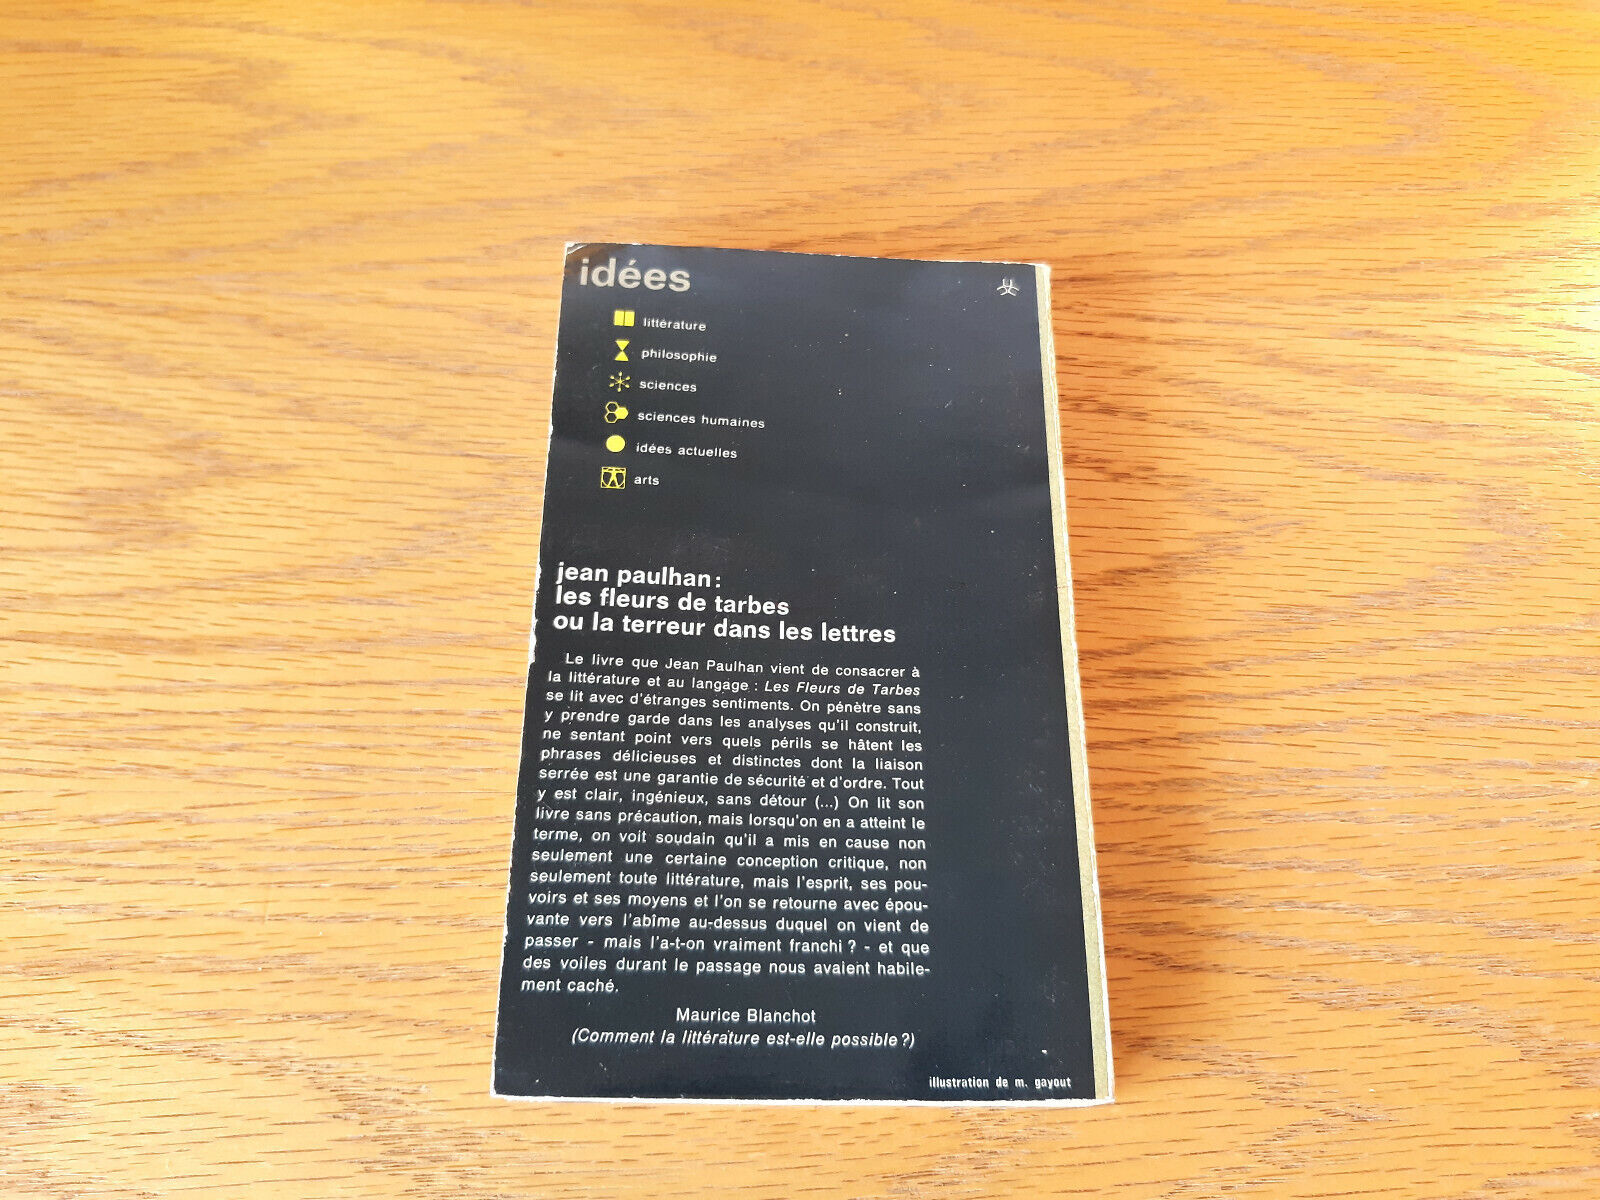 idées
littérature
philosophie
sciences
sciences humaines
idées actuelles
arts
jean paulhan :
les fleurs de tarbes
ou la terreur dans les lettres
Le livre que Jean Paulhan vient de consacrer à
la littérature et au langage : Les Fleurs de Tarbes
se lit avec d'étranges sentiments. On pénètre sans
y prendre garde dans les analyses qu'il construit,
ne sentant point vers quels périls se hâtent les
phrases délicieuses et distinctes dont la liaison
serrée est une garantie de sécurité et d'ordre. Tout
y est clair, ingénieux, sans détour (...) On lit son
livre sans précaution, mais lorsqu'on en a atteint le
terme, on voit soudain qu'il a mis en cause non
seulement une certaine conception critique, non
seulement toute littérature, mais l'esprit, ses pou-
voirs et ses moyens et l'on se retourne avec épou-
vante vers l'abîme au-dessus duquel on vient de
passer - mais l'a-t-on vraiment franchi ? - et que
des voiles durant le passage nous avaient habile-
ment caché.
Maurice Blanchot
(Comment la littérature est-elle possible ?)
illustration de m. gayout